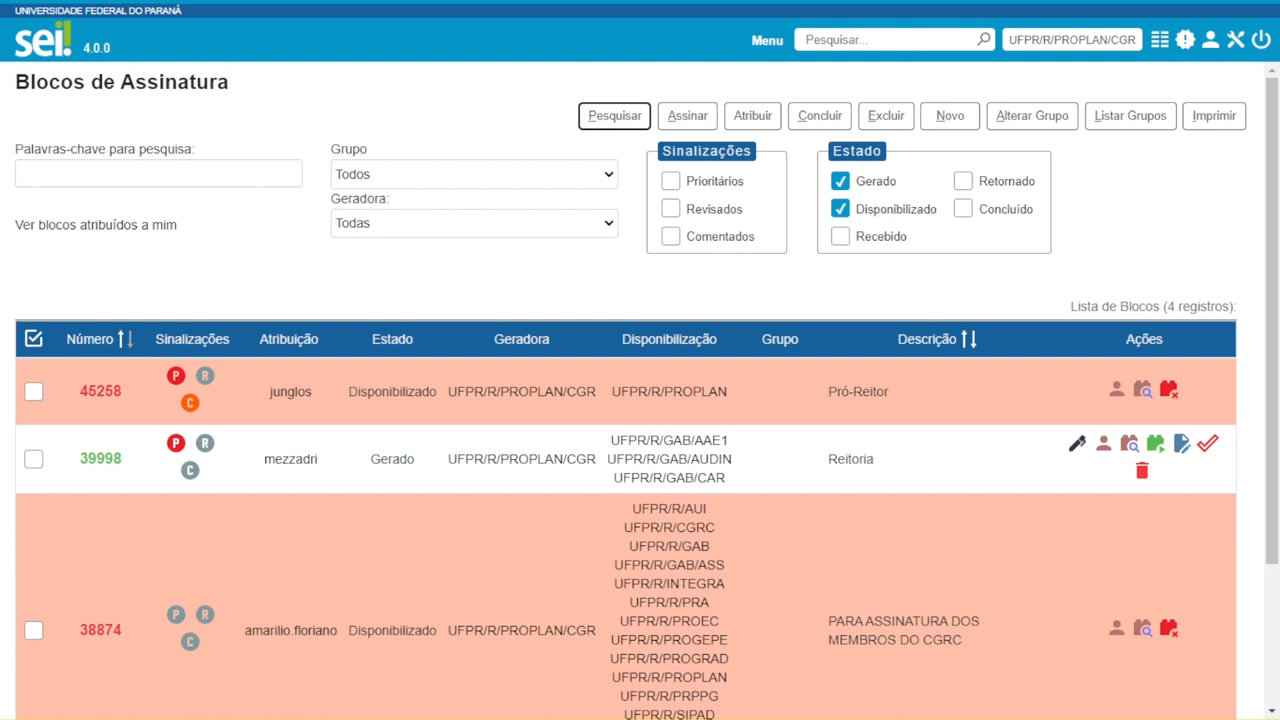 UNIVERSIDADE FEDERAL DO PARANÁ
sei! 4.0.0
Menu
Pesquisar...
UFPR/R/PROPLAN/CGR
Blocos de Assinatura
Pesquisar Assinar Atribuir Concluir Excluir Novo Alterar Grupo Listar Grupos Imprimir
Palavras-chave para pesquisa:
Ver blocos atribuídos a mim
Grupo
Todos
Geradora:
Todas
Sinalizações
Prioritários
Revisados
Comentados
Estado
Gerado Retornado
Disponibilizado Concluído
Recebido
Lista de Blocos (4 registros):
Número Sinalizações Atribuição Estado Geradora Disponibilização Grupo Descrição Ações
45258 P R C junglos Disponibilizado UFPR/R/PROPLAN/CGR UFPR/R/PROPLAN Pró-Reitor
39998 P R C mezzadri Gerado UFPR/R/PROPLAN/CGR
UFPR/R/GAB/AAE1
UFPR/R/GAB/AUDIN
UFPR/R/GAB/CAR
Reitoria
38874 P R C amarilio.floriano Disponibilizado UFPR/R/PROPLAN/CGR
UFPR/R/AUI
UFPR/R/CGRC
UFPR/R/GAB
UFPR/R/GAB/ASS
UFPR/R/INTEGRA
UFPR/R/PRA
UFPR/R/PROEC
UFPR/R/PROGEPE
UFPR/R/PROGRAD
UFPR/R/PROPLAN
UFPR/R/PRPPG
UFPR/R/SIPAD
PARA ASSINATURA DOS
MEMBROS DO CGRC